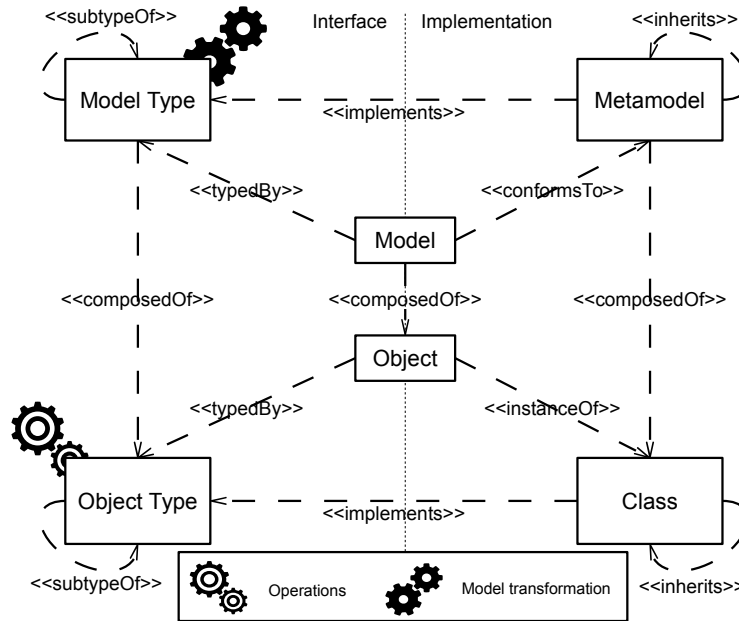 <<subtypeOf>>
Interface
Implementation
<<inherits>>
Model Type
Metamodel
<<implements>>
<<typedBy>>
<<conformsTo>>
Model
<<composedOf>>
<<composedOf>>
<<composedOf>>
Object
<<typedBy>>
<<instanceOf>>
Object Type
Class
<<implements>>
<<subtypeOf>>
<<inherits>>
Operations
Model transformation